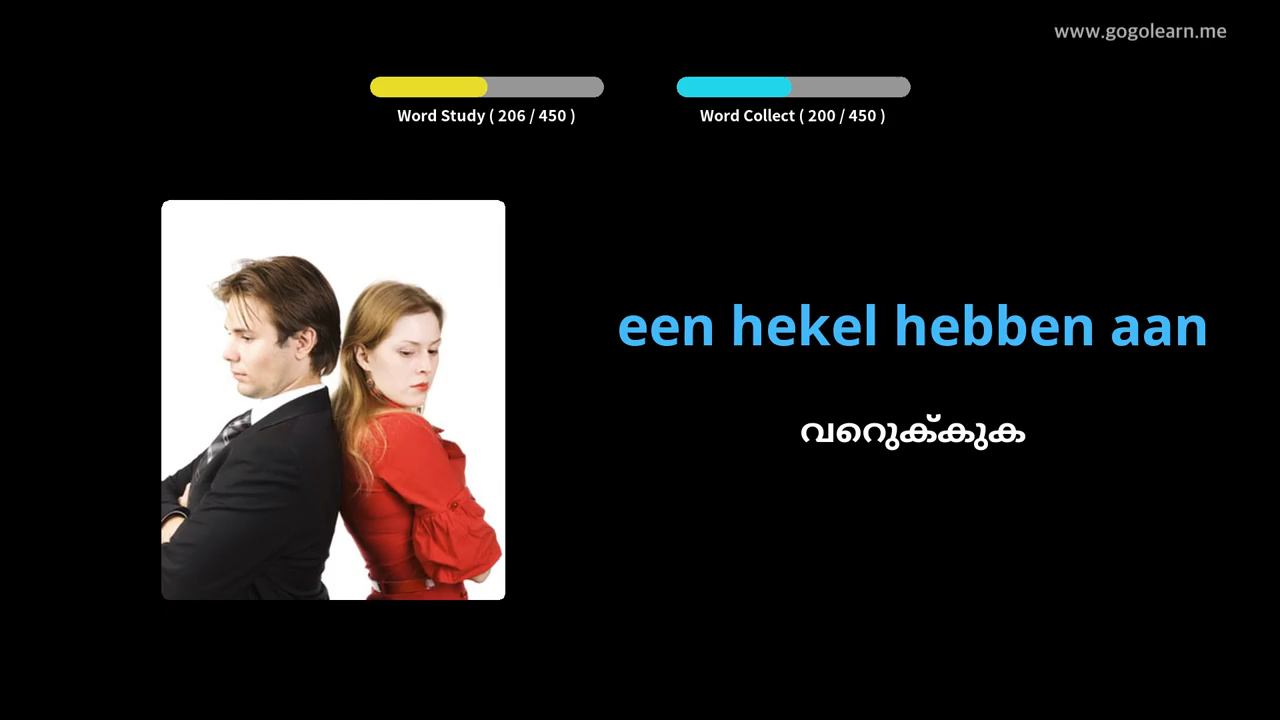 www.gogolearn.me
Word Study ( 206 / 450 )
Word Collect ( 200 / 450 )
een hekel hebben aan
വെറുക്കുക